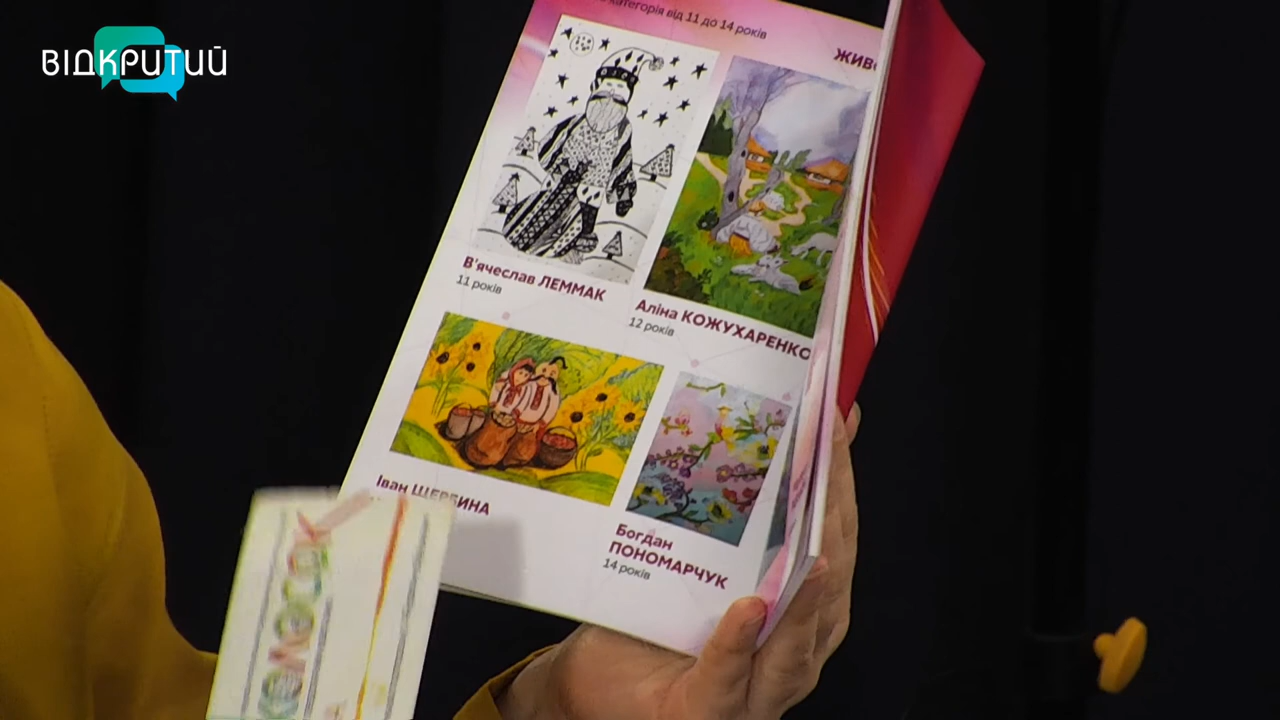 ВІДКРИТИЙ
категорія від 11 до 14 років
В'ячеслав ЛЕММАК
11 років
Аліна КОЖУХАРЕНКО
12 років
Іван ЩЕРБИНА
Богдан
ПОНОМАРЧУК
14 років
колосок